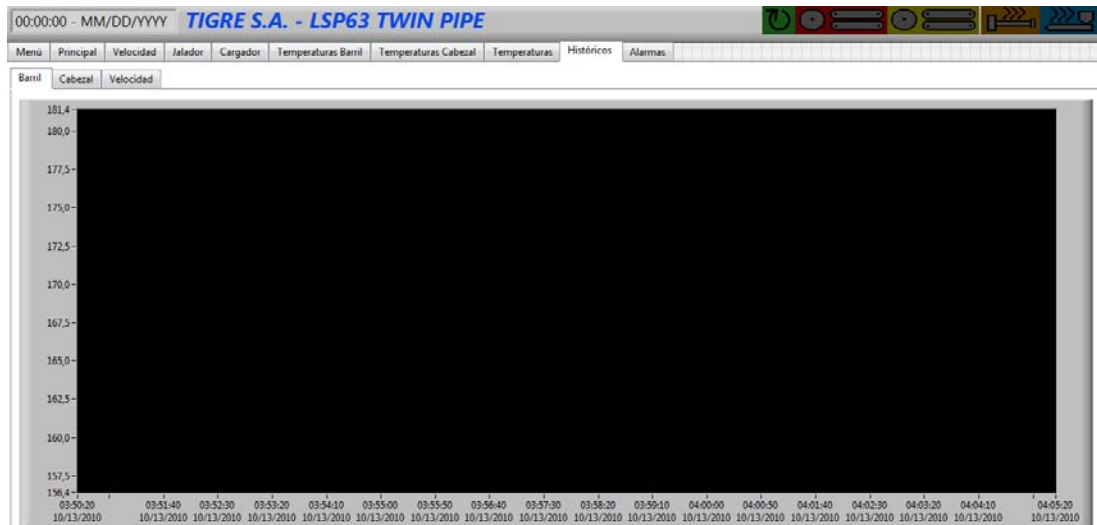 00:00:00 - MM/DD/YYYY TIGRE S.A. - LSP63 TWIN PIPE
Menú Principal Velocidad Jalador Cargador Temperaturas Barril Temperaturas Cabezal Temperaturas Históricos Alarmas
Barril Cabezal Velocidad
181,4
180,0
177,5
175,0
172,5
170,0
167,5
165,0
162,5
160,0
157,5
156,4
03:50:20 03:51:40 03:52:30 03:53:20 03:54:10 03:55:00 03:55:50 03:56:40 03:57:30 03:58:20 03:59:10 04:00:00 04:00:50 04:01:40 04:02:30 04:03:20 04:04:10 04:05:20
10/13/2010 10/13/2010 10/13/2010 10/13/2010 10/13/2010 10/13/2010 10/13/2010 10/13/2010 10/13/2010 10/13/2010 10/13/2010 10/13/2010 10/13/2010 10/13/2010 10/13/2010 10/13/2010 10/13/2010 10/13/2010